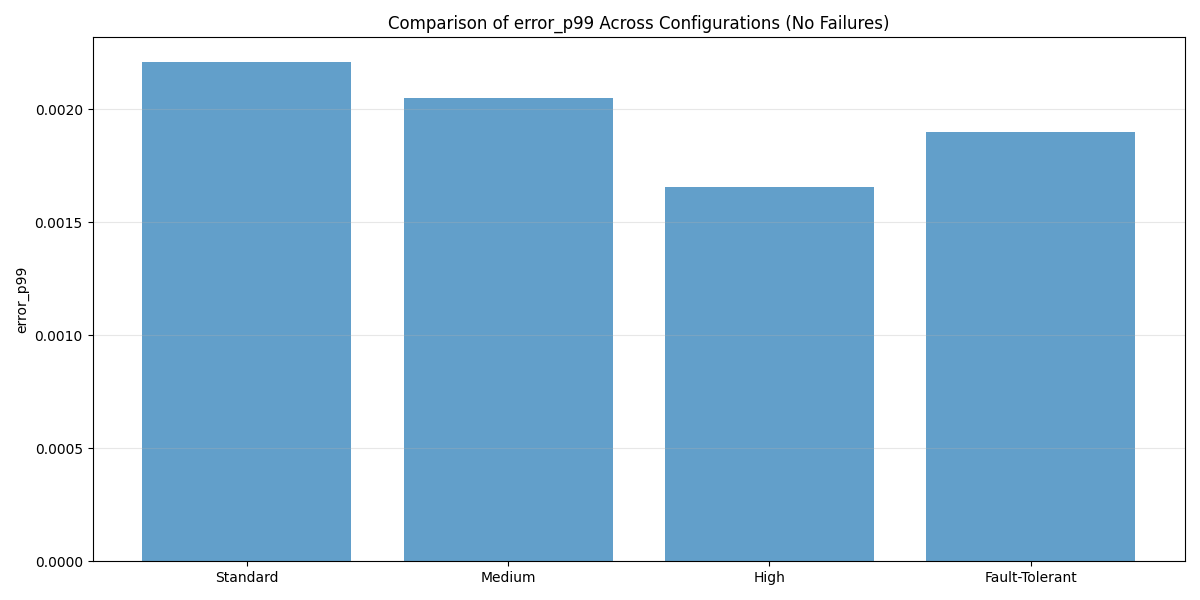 Comparison of error_p99 Across Configurations (No Failures)
error_p99
0.0020
0.0015
0.0010
0.0005
0.0000
Standard Medium High Fault-Tolerant